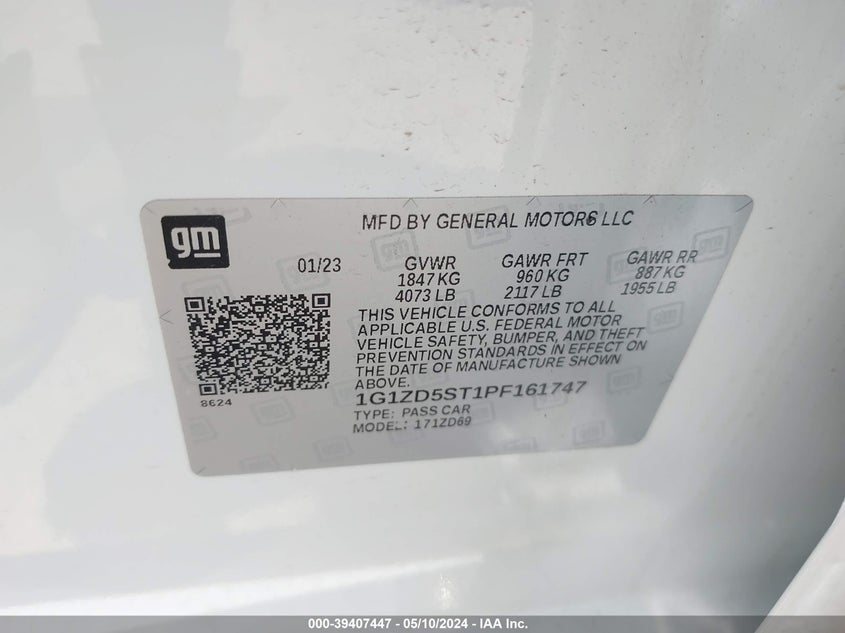 gm
MFD BY GENERAL MOTORS LLC
01/23
GVWR
1847 KG
4073 LB
GAWR FRT
960 KG
2117 LB
GAWR RR
887 KG
1955 LB
THIS VEHICLE CONFORMS TO ALL
APPLICABLE U.S. FEDERAL MOTOR
VEHICLE SAFETY, BUMPER, AND THEFT
PREVENTION STANDARDS IN EFFECT ON
THE DATE OF MANUFACTURE SHOWN
ABOVE.
8624
1G1ZD5ST1PF161747
TYPE: PASS CAR
MODEL: 171ZD69
000-39407447 - 05/10/2024 - IAA Inc.